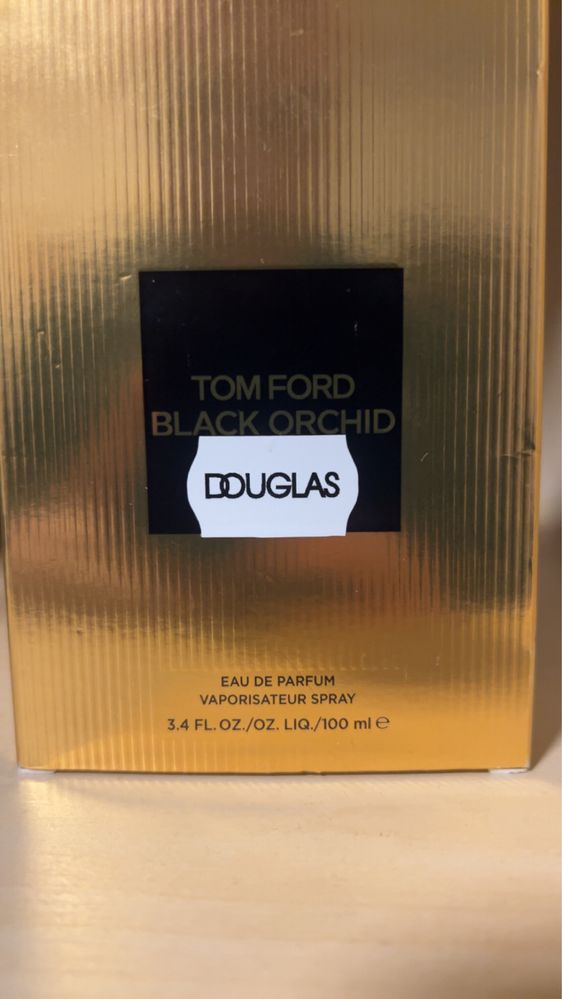 TOM FORD
BLACK ORCHID
DOUGLAS
EAU DE PARFUM
VAPORISATEUR SPRAY
3.4 FL. OZ./OZ. LIQ./100 ml ℮